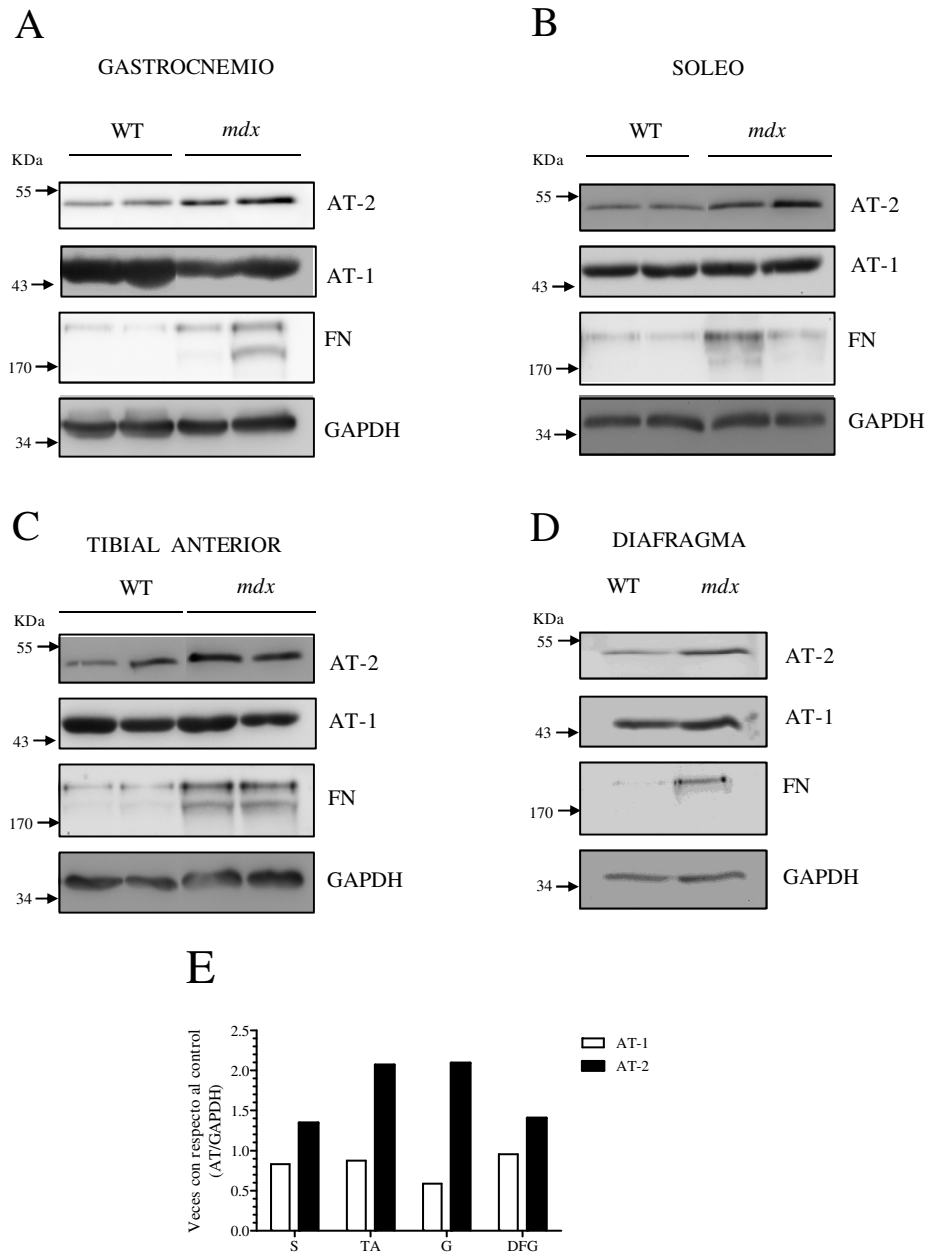 A
GASTROCNEMIO
WT mdx
KDa
55
AT-2
AT-1
43
FN
170
GAPDH
34
B
SOLEO
WT mdx
KDa
55
AT-2
AT-1
43
FN
170
GAPDH
34
C
TIBIAL ANTERIOR
WT mdx
KDa
55
AT-2
AT-1
43
FN
170
GAPDH
34
D
DIAFRAGMA
WT mdx
KDa
55
AT-2
AT-1
43
FN
170
GAPDH
34
E
Veces con respecto al control
(AT/GAPDH)
2.5
2.0
1.5
1.0
0.5
0.0
S TA G DFG
AT-1
AT-2